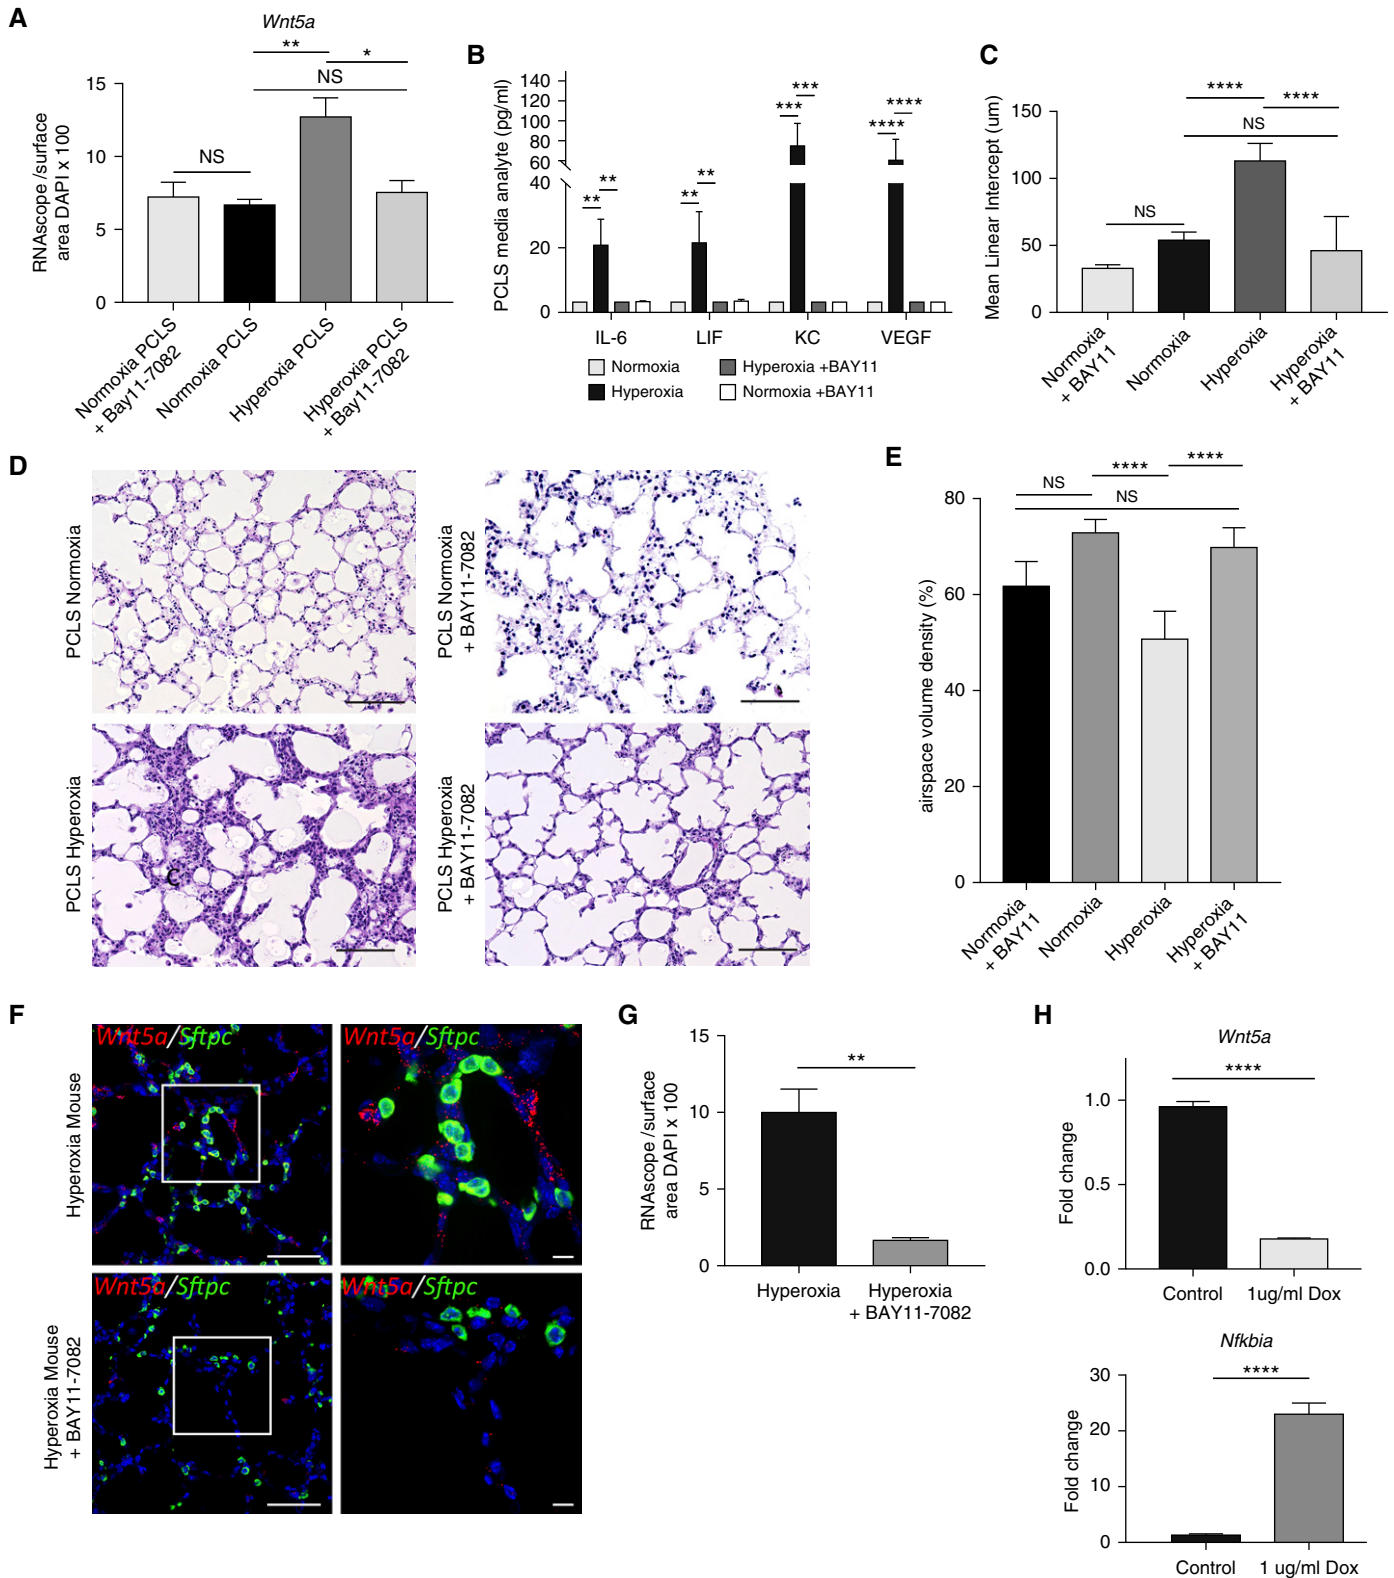 A
Wnt5a
**
*
NS
NS
RNAscope /surface
area DAPI x 100
15
10
5
0
Normoxia PCLS
+ Bay11-7082
Normoxia PCLS
Hyperoxia PCLS
Hyperoxia PCLS
+ Bay11-7082
B
PCLS media analyte (pg/ml)
140
120
100
80
60
40
20
0
**
**
**
**
***
***
****
****
IL-6
LIF
KC
VEGF
Normoxia
Hyperoxia
Hyperoxia +BAY11
Normoxia +BAY11
C
Mean Linear Intercept (um)
150
100
50
0
****
****
NS
NS
Normoxia
+ BAY11
Normoxia
Hyperoxia
Hyperoxia
+ BAY11
D
PCLS Normoxia
PCLS Normoxia
+ BAY11-7082
PCLS Hyperoxia
PCLS Hyperoxia
+ BAY11-7082
E
airspace volume density (%)
80
60
40
20
0
NS
****
****
NS
Normoxia
+ BAY11
Normoxia
Hyperoxia
Hyperoxia
+ BAY11
F
Hyperoxia Mouse
Wnt5a/Sftpc
Wnt5a/Sftpc
Hyperoxia Mouse
+ BAY11-7082
Wnt5a/Sftpc
Wnt5a/Sftpc
G
RNAscope /surface
area DAPI x 100
15
10
5
0
**
Hyperoxia
Hyperoxia
+ BAY11-7082
H
Wnt5a
****
Fold change
1.0
0.5
0.0
Control
1ug/ml Dox
Nfkbia
****
Fold change
30
20
10
0
Control
1 ug/ml Dox